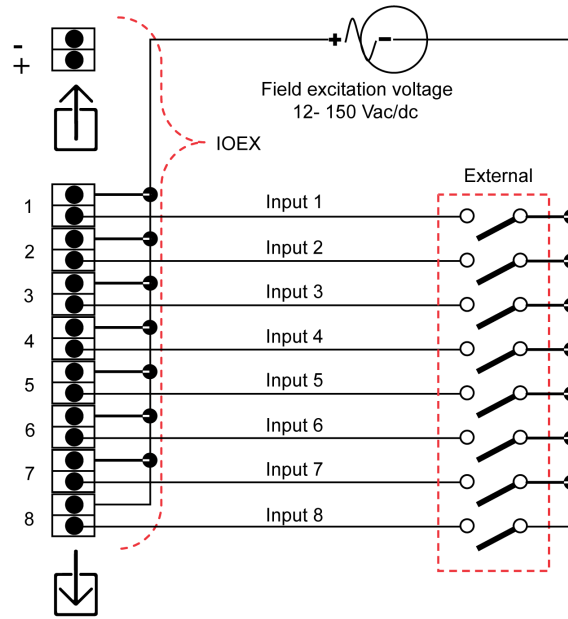 -
+
+ -
Field excitation voltage
12- 150 Vac/dc
IOEX
External
1
Input 1
2
Input 2
3
Input 3
4
Input 4
5
Input 5
6
Input 6
7
Input 7
8
Input 8